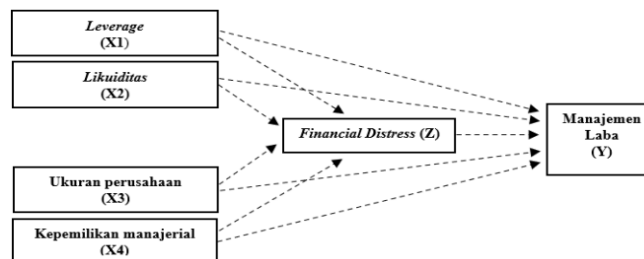 Leverage
(X1)
Likuiditas
(X2)
Financial Distress (Z)
Manajemen
Laba
(Y)
Ukuran perusahaan
(X3)
Kepemilikan manajerial
(X4)